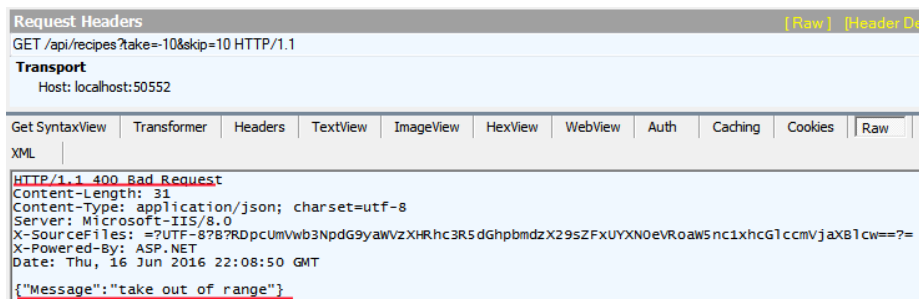 Request Headers [ Raw ] [Header De
GET /api/recipes?take=-10&skip=10 HTTP/1.1
Transport
Host: localhost:50552
Get SyntaxView Transformer Headers TextView ImageView HexView WebView Auth Caching Cookies Raw
XML
HTTP/1.1 400 Bad Request
Content-Length: 31
Content-Type: application/json; charset=utf-8
Server: Microsoft-IIS/8.0
X-SourceFiles: =?UTF-8?B?RDpcUmVwb3NpdG9yaWVzXHRhc3R5dGhpbmdzX29sZFxUYXN0eVRoaW5nc1xhcGlccmVjaXBlcw==?=
X-Powered-By: ASP.NET
Date: Thu, 16 Jun 2016 22:08:50 GMT
{"Message":"take out of range"}